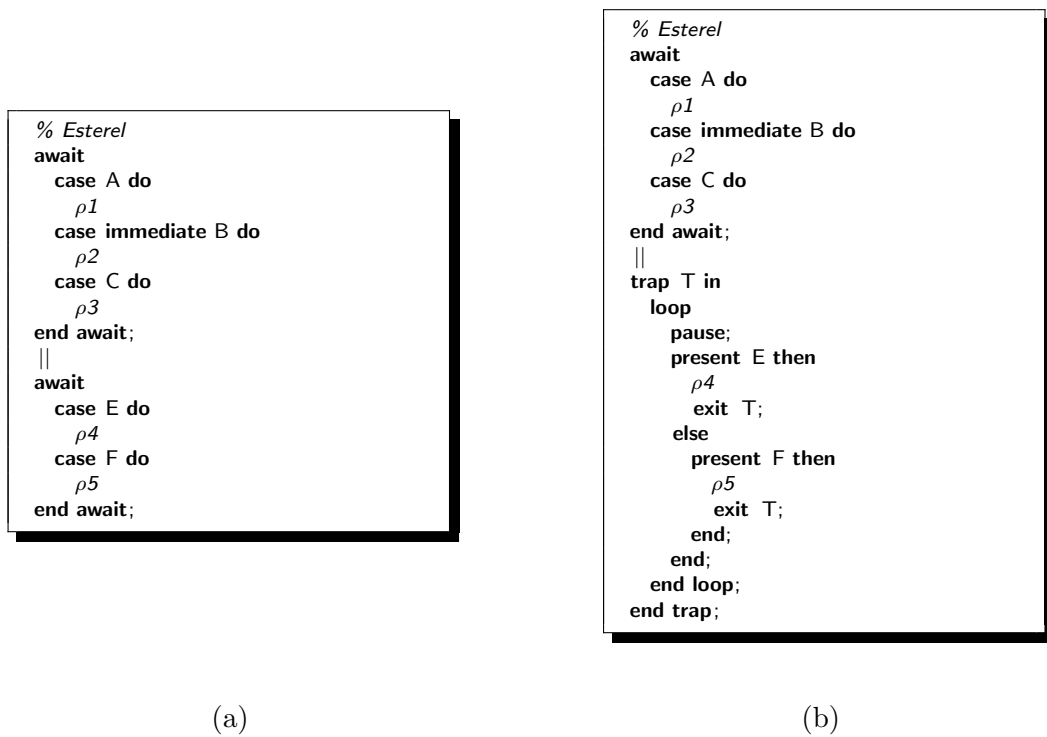 % Esterel
await
case A do
ρ1
case immediate B do
ρ2
case C do
ρ3
end await;
||
await
case E do
ρ4
case F do
ρ5
end await;
(a)
% Esterel
await
case A do
ρ1
case immediate B do
ρ2
case C do
ρ3
end await;
||
trap T in
loop
pause;
present E then
ρ4
exit T;
else
present F then
ρ5
exit T;
end;
end;
end loop;
end trap;
(b)